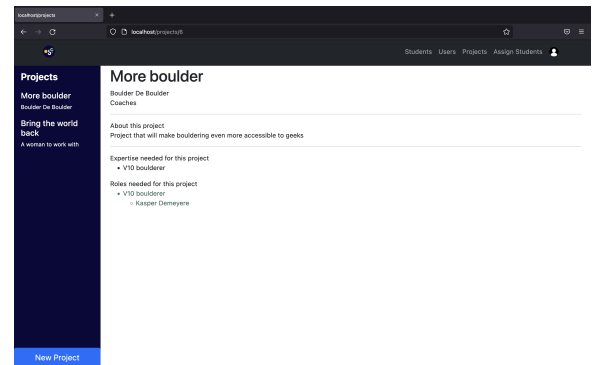 localhost/projects
localhost/projects/6
Students Users Projects Assign Students
Projects
More boulder
Boulder De Boulder
Bring the world
back
A woman to work with
New Project
More boulder
Boulder De Boulder
Coaches
About this project
Project that will make bouldering even more accessible to geeks
Expertise needed for this project
V10 boulderer
Roles needed for this project
V10 boulderer
Kasper Demeyere